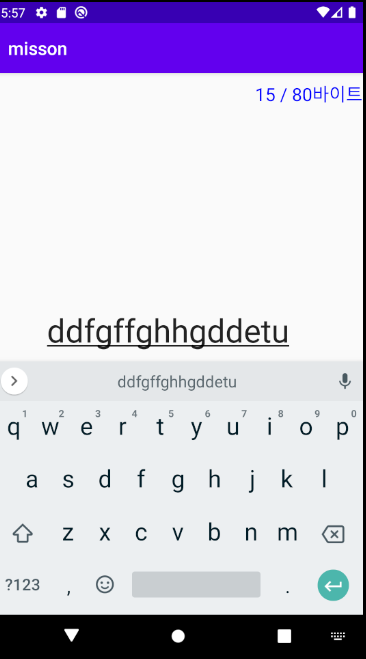 5:57
misson
15 / 80바이트
ddfgffghhgddetu
ddfgffghhgddetu
1 2 3 4 5 6 7 8 9 0
q w e r t y u i o p
a s d f g h j k l
z x c v b n m
?123 , .